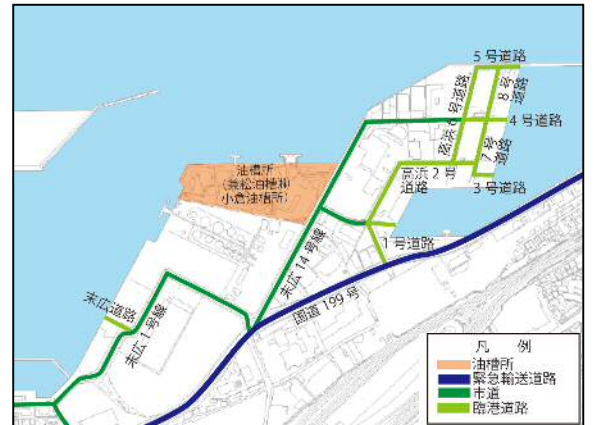 5号道路
高浜6号道路
8号
道路
4号道路
7号
道路
高浜2号
道路
3号道路
油槽所
(兼松油槽㈱
小倉油槽所)
1号道路
末広14号線
国道199号
末広道路
末広1号線
凡 例
油槽所
緊急輸送道路
市道
臨港道路